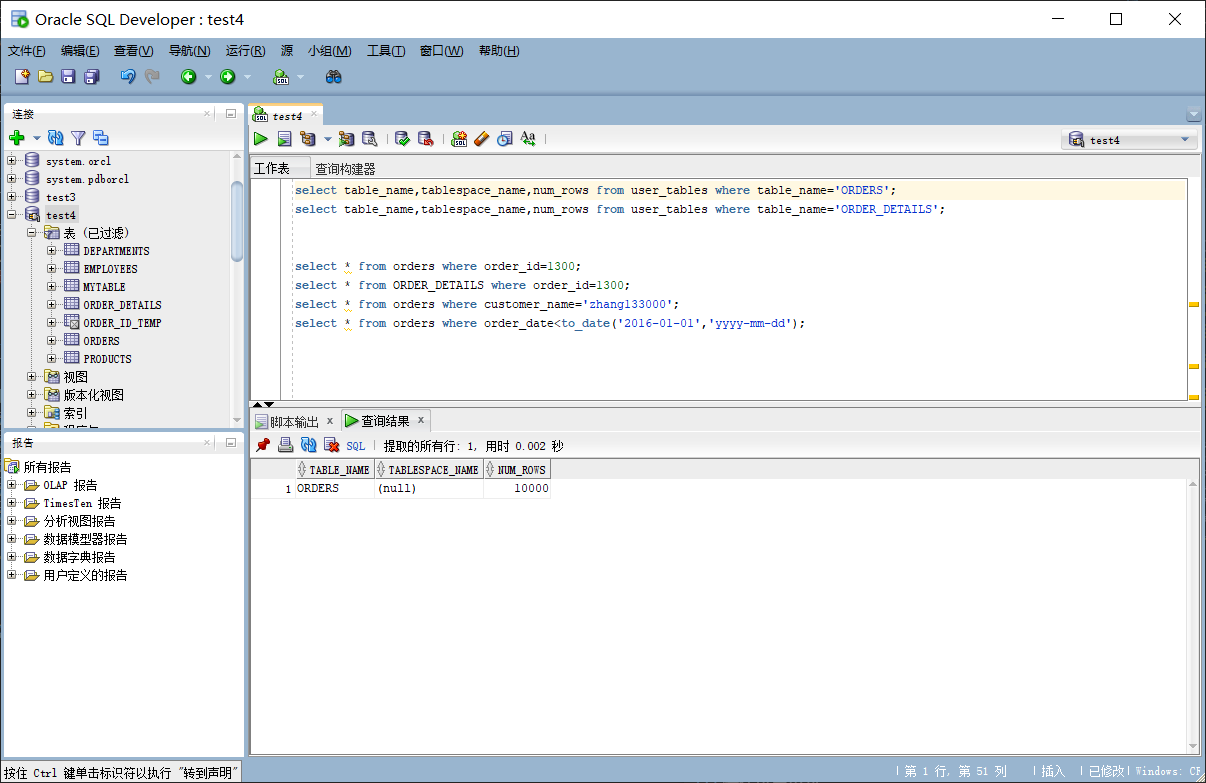 Oracle SQL Developer : test4
文件(F) 编辑(E) 查看(V) 导航(N) 运行(R) 源 小组(M) 工具(T) 窗口(W) 帮助(H)
连接
system.orcl
system.pdborcl
test3
test4
表 (已过滤)
DEPARTMENTS
EMPLOYEES
MYTABLE
ORDER_DETAILS
ORDER_ID_TEMP
ORDERS
PRODUCTS
视图
版本化视图
索引
报告
所有报告
OLAP 报告
TimesTen 报告
分析视图报告
数据模型器报告
数据字典报告
用户定义的报告
test4
test4
工作表 查询构建器
select table_name,tablespace_name,num_rows from user_tables where table_name='ORDERS';
select table_name,tablespace_name,num_rows from user_tables where table_name='ORDER_DETAILS';
select * from orders where order_id=1300;
select * from ORDER_DETAILS where order_id=1300;
select * from orders where customer_name='zhang133000';
select * from orders where order_date<to_date('2016-01-01','yyyy-mm-dd');
脚本输出 x 查询结果 x
SQL | 提取的所有行: 1, 用时 0.002 秒
TABLE_NAME TABLESPACE_NAME NUM_ROWS
1 ORDERS (null) 10000
按住 Ctrl 键单击标识符以执行 "转到声明"
第 1 行, 第 51 列 | 插入 | 已修改 | Windows: CF